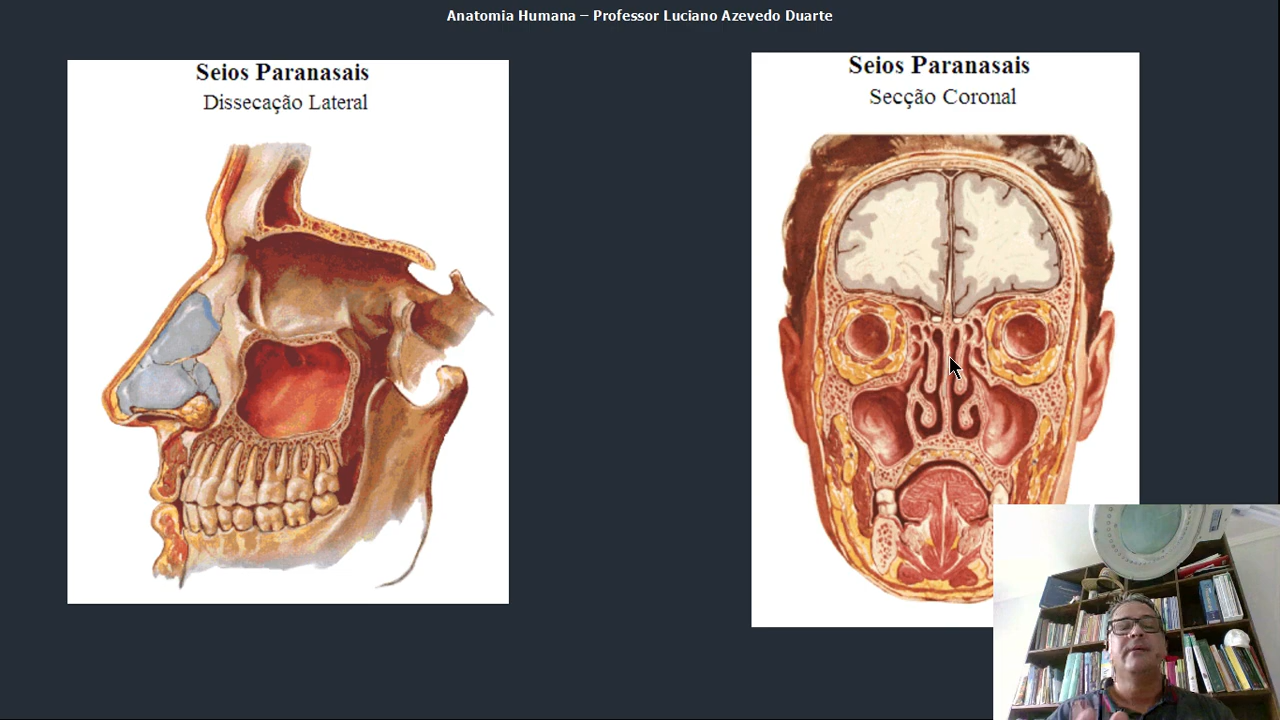 Anatomia Humana – Professor Luciano Azevedo Duarte
Seios Paranasais
Dissecação Lateral
Seios Paranasais
Secção Coronal